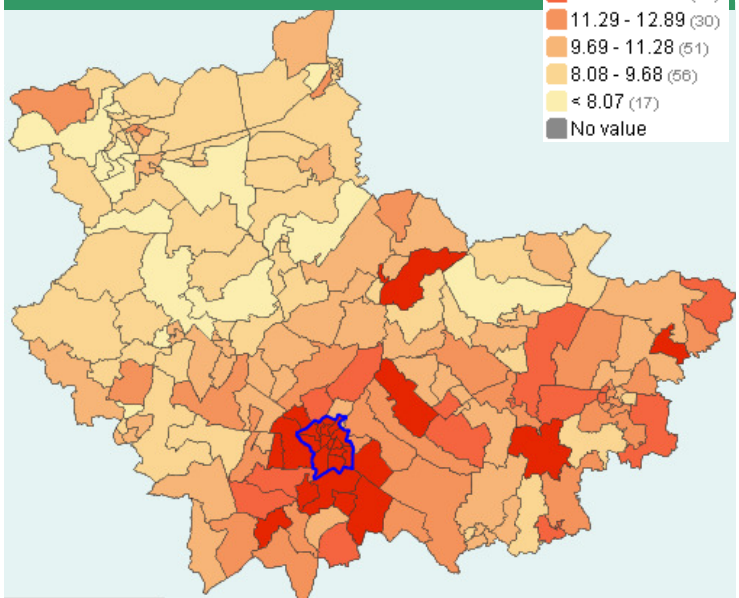 11.29 - 12.89 (30)
9.69 - 11.28 (51)
8.08 - 9.68 (56)
< 8.07 (17)
No value